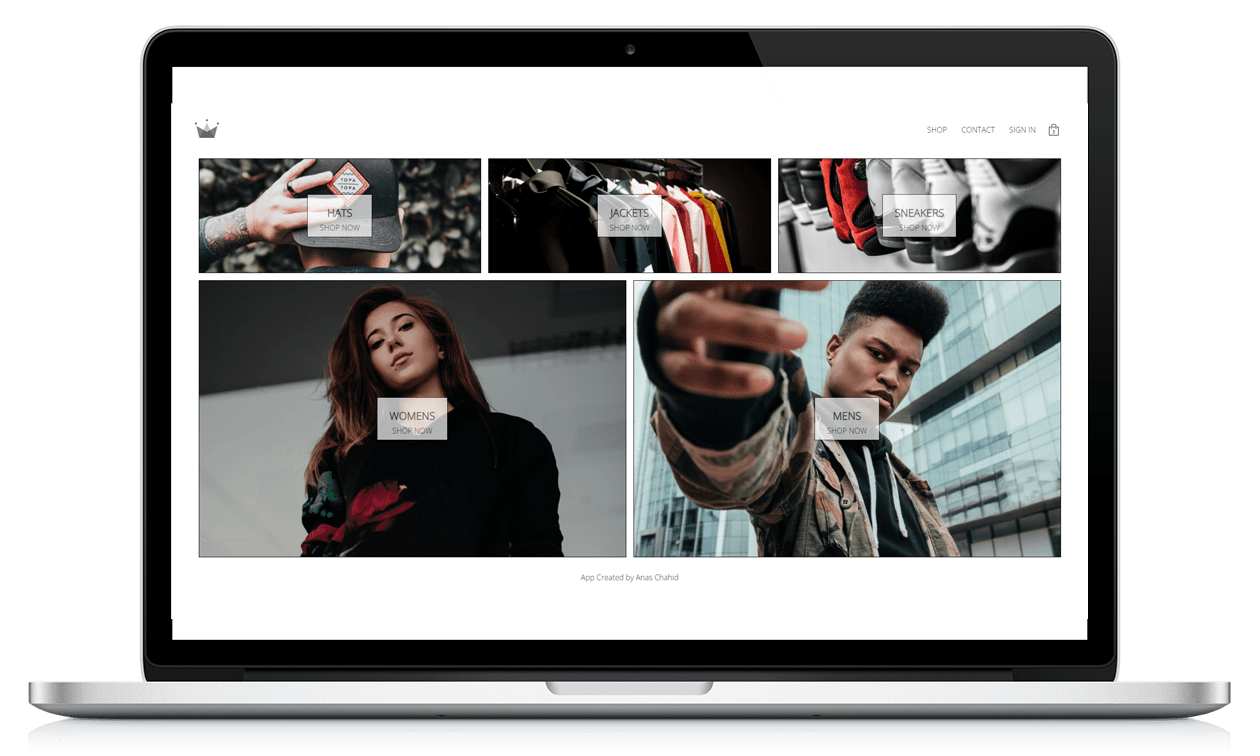 SHOP CONTACT SIGN IN
3
TOPA
TOPA
HATS
SHOP NOW
JACKETS
SHOP NOW
SNEAKERS
SHOP NOW
WOMENS
SHOP NOW
MENS
SHOP NOW
App Created by Anas Chahid